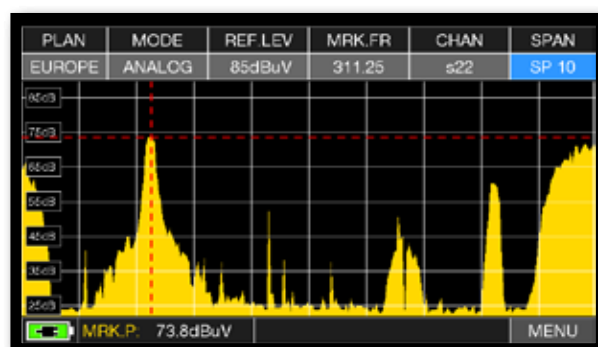 PLAN MODE REF.LEV MRK.FR CHAN SPAN
EUROPE ANALOG 85dBuV 311.25 s22 SP 10
85dB
75dB
65dB
55dB
45dB
35dB
25dB
MRK.P: 73.8dBuV MENU